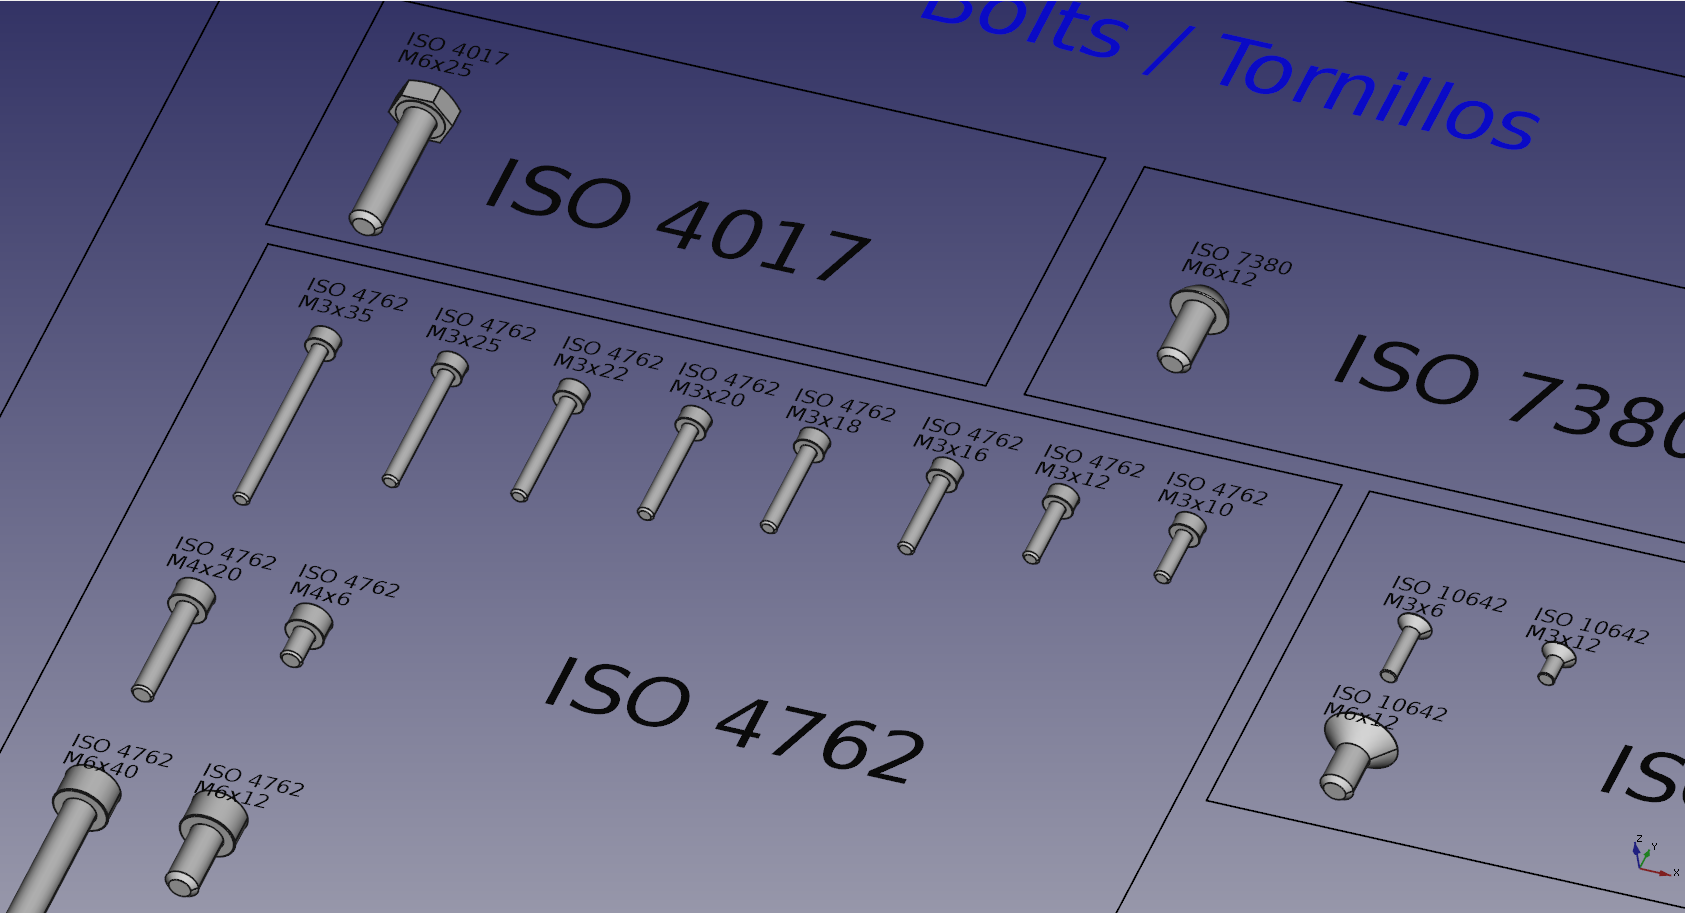 Bolts / Tornillos
ISO 4017
M6x25
ISO 4017
ISO 7380
M6x12
ISO 7380
ISO 4762
M3x35
ISO 4762
M3x25
ISO 4762
M3x22
ISO 4762
M3x20
ISO 4762
M3x18
ISO 4762
M3x16
ISO 4762
M3x12
ISO 4762
M3x10
ISO 4762
M4x20
ISO 4762
M4x6
ISO 4762
ISO 4762
M6x40
ISO 4762
M6x12
ISO 10642
M3x6
ISO 10642
M3x12
ISO 10642
M6x12
Z
Y
X